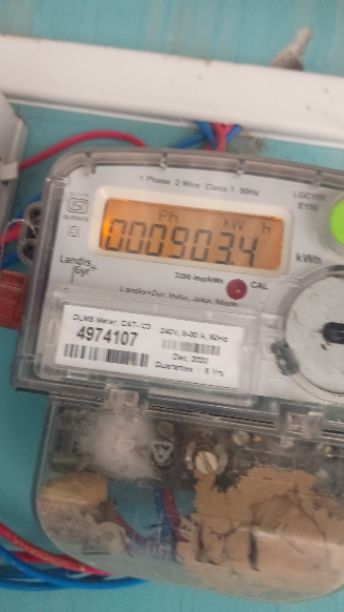 1 Phase 2 Wire Class 1 50Hz
Ph kW h
000903.4
kWh
Landis
Gyr
3200 imp/kWh
CAL
DLMS Meter, CAT-C3
4974107
240V, 5-30 A, 50Hz
Dec, 2020
Guarantee : 5 Yrs.